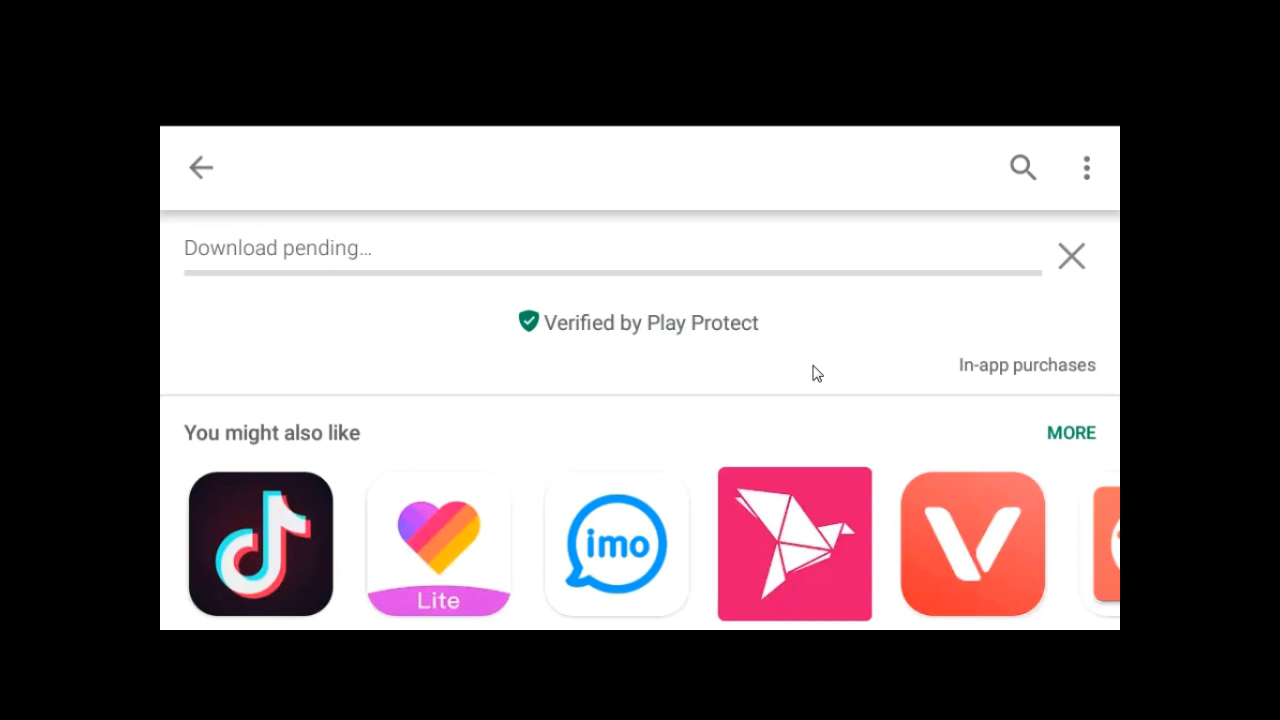 Download pending...
Verified by Play Protect
In-app purchases
You might also like
MORE
Lite
imo